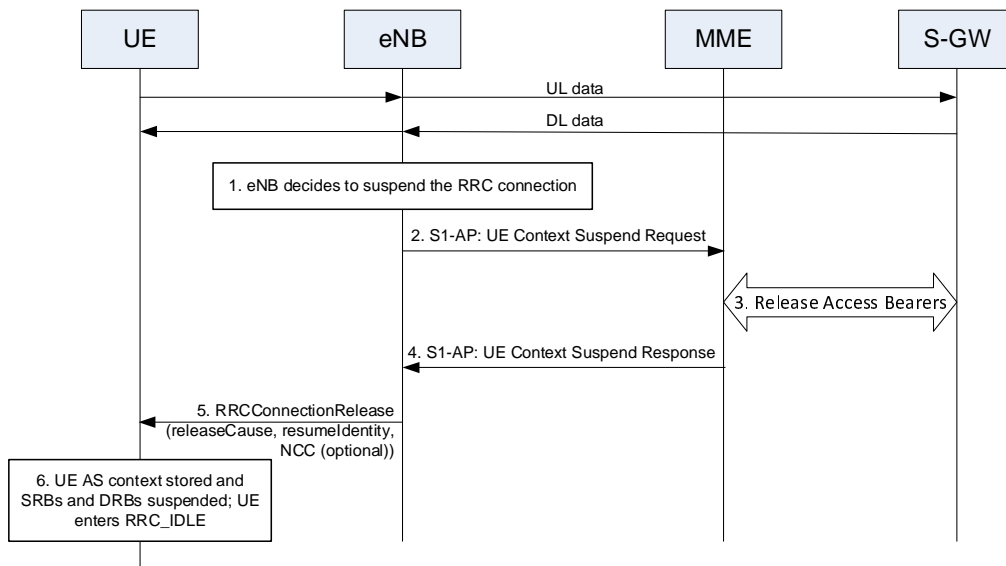 UE
eNB
MME
S-GW
UL data
DL data
1. eNB decides to suspend the RRC connection
2. S1-AP: UE Context Suspend Request
3. Release Access Bearers
4. S1-AP: UE Context Suspend Response
5. RRCConnectionRelease
(releaseCause, resumeIdentity,
NCC (optional))
6. UE AS context stored and
SRBs and DRBs suspended; UE
enters RRC_IDLE